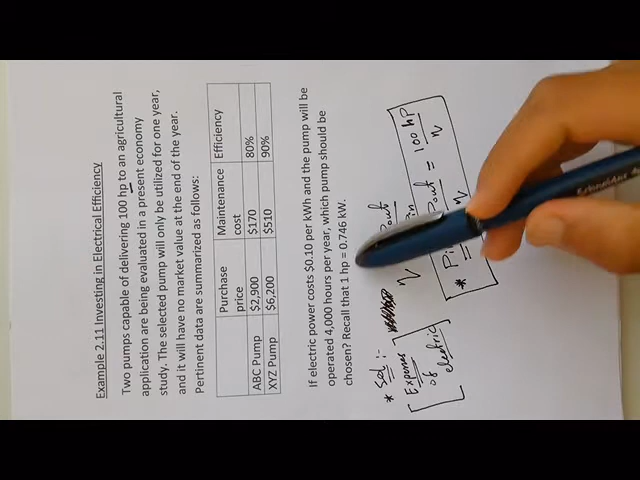 Example 2.11 Investing in Electrical Efficiency
Two pumps capable of delivering 100 hp to an agricultural
application are being evaluated in a present economy
study. The selected pump will only be utilized for one year,
and it will have no market value at the end of the year.
Pertinent data are summarized as follows:
Purchase price Maintenance cost Efficiency
ABC Pump $2,900 $170 80%
XYZ Pump $6,200 $510 90%
If electric power costs $0.10 per kWh and the pump will be
operated 4,000 hours per year, which pump should be
chosen? Recall that 1 hp = 0.746 kW.
* Sol:-
Expenses
of
electric
η Pout
Pin
* Pin Pout = 100 hP
η η